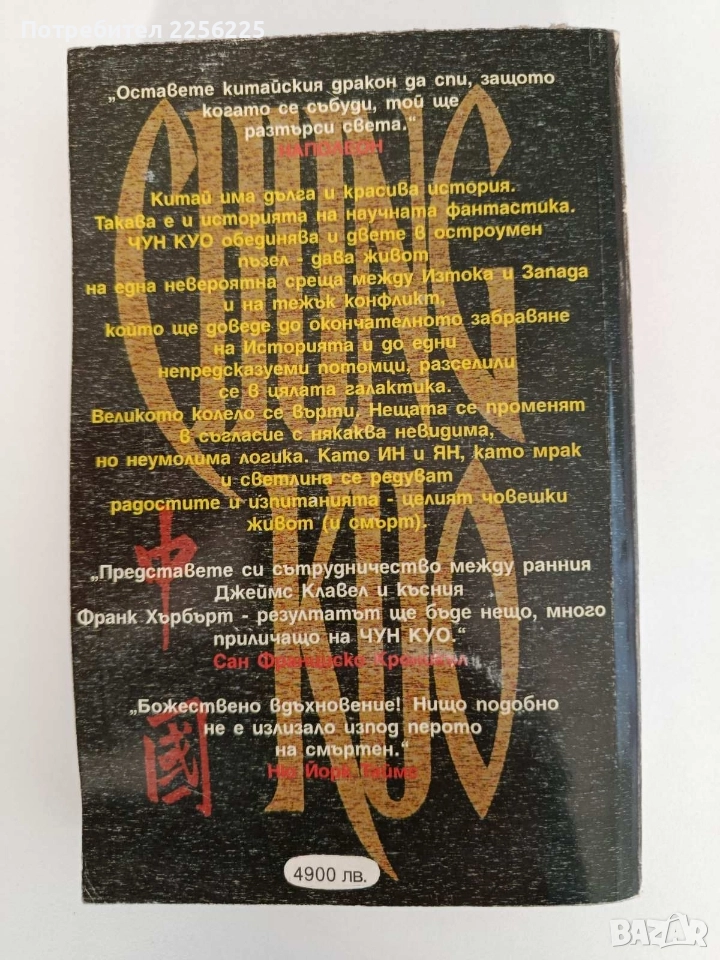 Потребител 2256225
CHUNG
KUO
„Оставете китайския дракон да спи, защото
когато се събуди, той ще
разтърси света.“
НАПОЛЕОН
Китай има дълга и красива история.
Такава е и историята на научната фантастика.
ЧУН КУО обединява и двете в остроумен
пъзел - дава живот
на една невероятна среща между Изтока и Запада
и на тежък конфликт,
който ще доведе до окончателното забравяне
на Историята и до едни
непредсказуеми потомци, разселили
се в цялата галактика.
Великото колело се върти, Нещата се променят
в съгласие с някаква невидима,
но неумолима логика. Като ИН и ЯН, като мрак
и светлина се редуват
радостите и изпитанията - целият човешки
живот (и смърт).
„Представете си сътрудничество между ранния
Джеймс Клавел и късния
Франк Хърбърт - резултатът ще бъде нещо, много
приличащо на ЧУН КУО.“
Сан Франциско Кроникъл
„Божествено вдъхновение! Нищо подобно
не е излизало изпод перото
на смъртен.“
Ню Йорк Таймс
中
國
4900 лв.
BAZAR